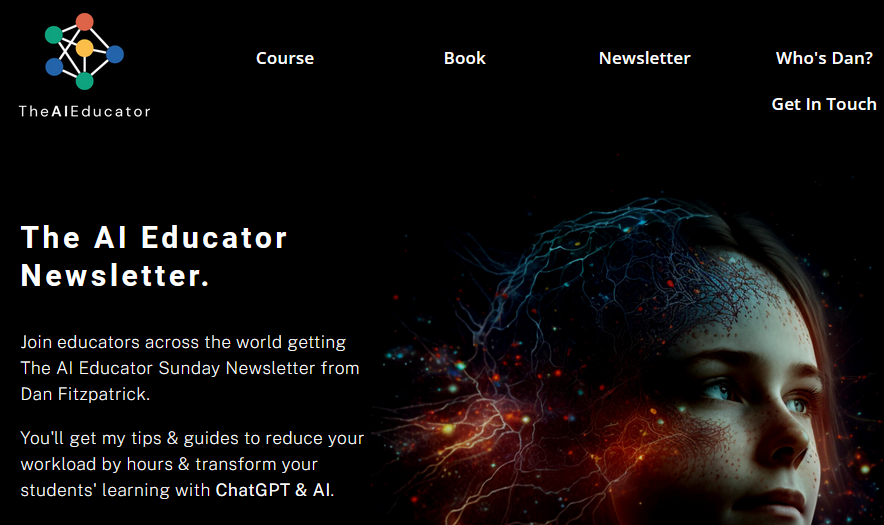 Course
Book
Newsletter
Who's Dan?
TheAIEducator
Get In Touch
The AI Educator
Newsletter.
Join educators across the world getting
The AI Educator Sunday Newsletter from
Dan Fitzpatrick.
You'll get my tips & guides to reduce your
workload by hours & transform your
students' learning with ChatGPT & AI.